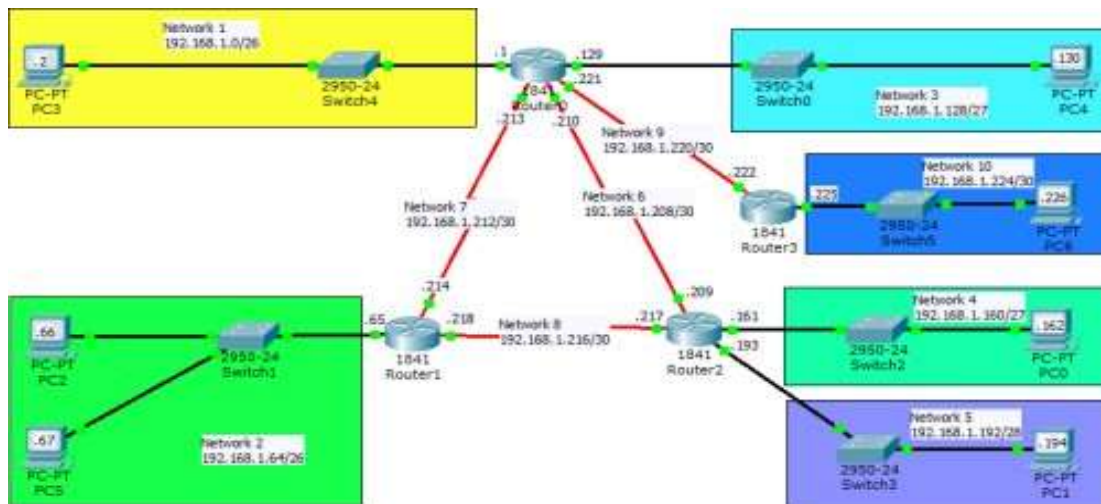 Network 1
192.168.1.0/26
.2
PC-PT
PC3
2950-24
Switch4
.1
.129
.221
.213
.210
2950-24
Switch0
Network 3
192.168.1.128/27
.130
PC-PT
PC4
Network 9
192.168.1.220/30
.222
1841
Router3
.225
Network 10
192.168.1.224/30
2950-24
Switch5
.226
PC-PT
Network 7
192.168.1.212/30
Network 6
192.168.1.208/30
.214
.209
.66
PC-PT
PC2
2950-24
Switch1
.65
.218
1841
Router1
Network 8
192.168.1.216/30
.217
.161
.193
1841
Router2
Network 4
192.168.1.160/27
2950-24
Switch2
.162
PC-PT
PC0
.67
PC-PT
PC5
Network 2
192.168.1.64/26
Network 5
192.168.1.192/28
2950-24
Switch3
.194
PC-PT
PC1